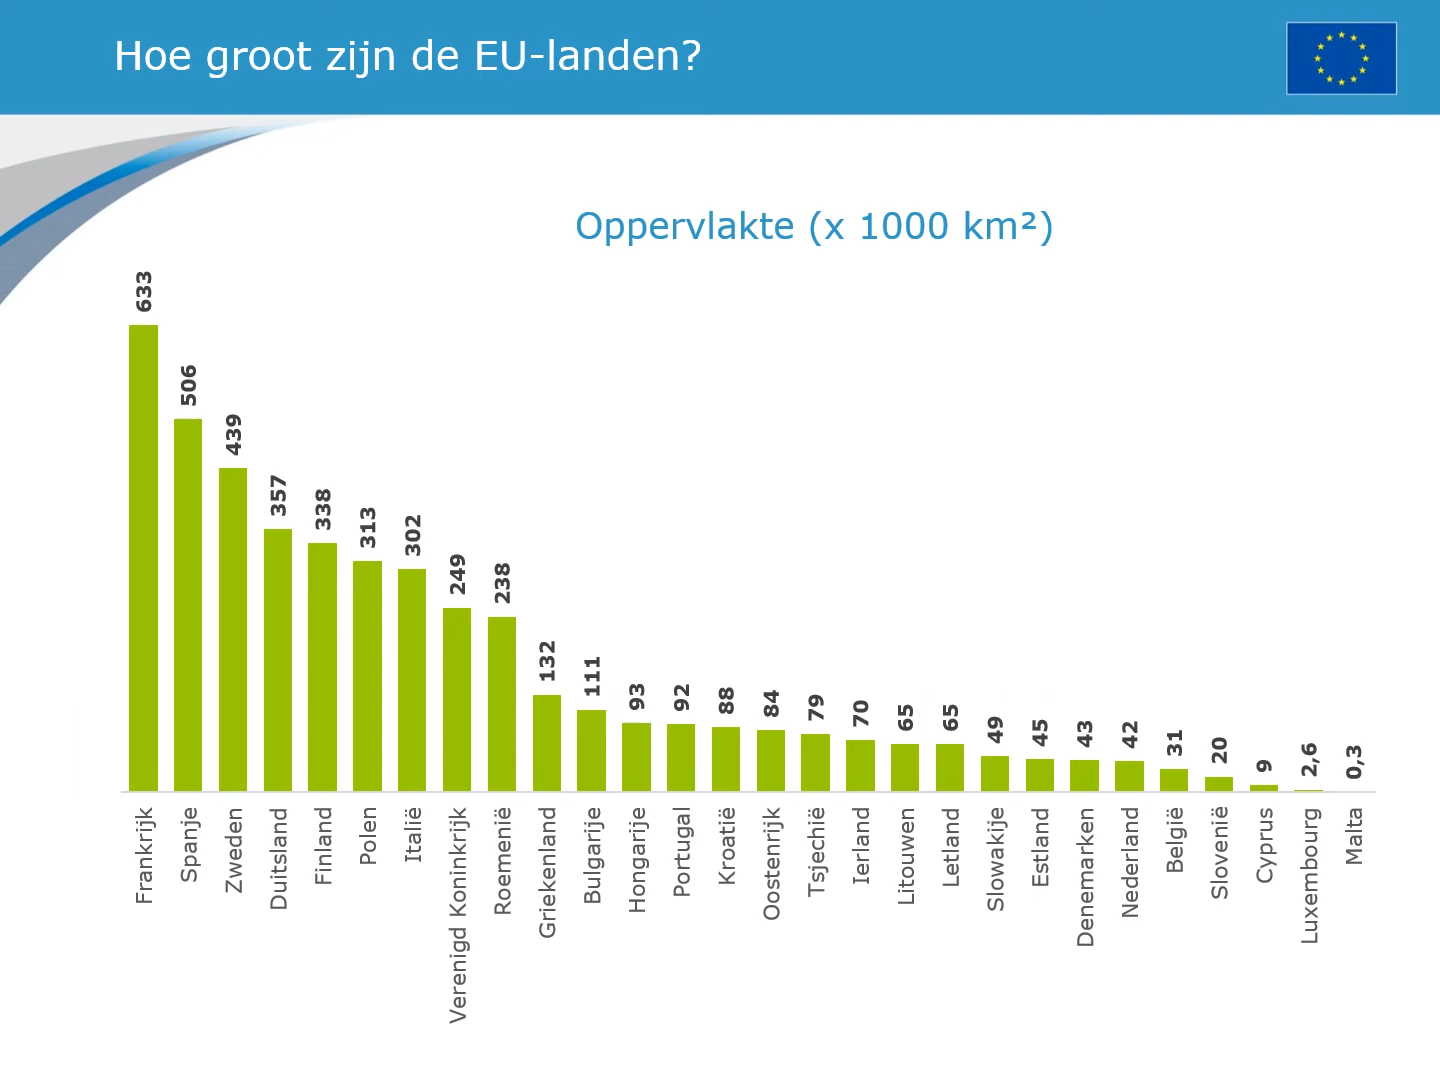 Hoe groot zijn de EU-landen?
Oppervlakte (x 1000 km²)
633
506
439
357
338
313
302
249
238
132
111
93
92
88
84
79
70
65
65
49
45
43
42
31
20
9
2,6
0,3
Frankrijk
Spanje
Zweden
Duitsland
Finland
Polen
Italië
Verenigd Koninkrijk
Roemenië
Griekenland
Bulgarije
Hongarije
Portugal
Kroatië
Oostenrijk
Tsjechië
Ierland
Litouwen
Letland
Slowakije
Estland
Denemarken
Nederland
België
Slovenië
Cyprus
Luxembourg
Malta